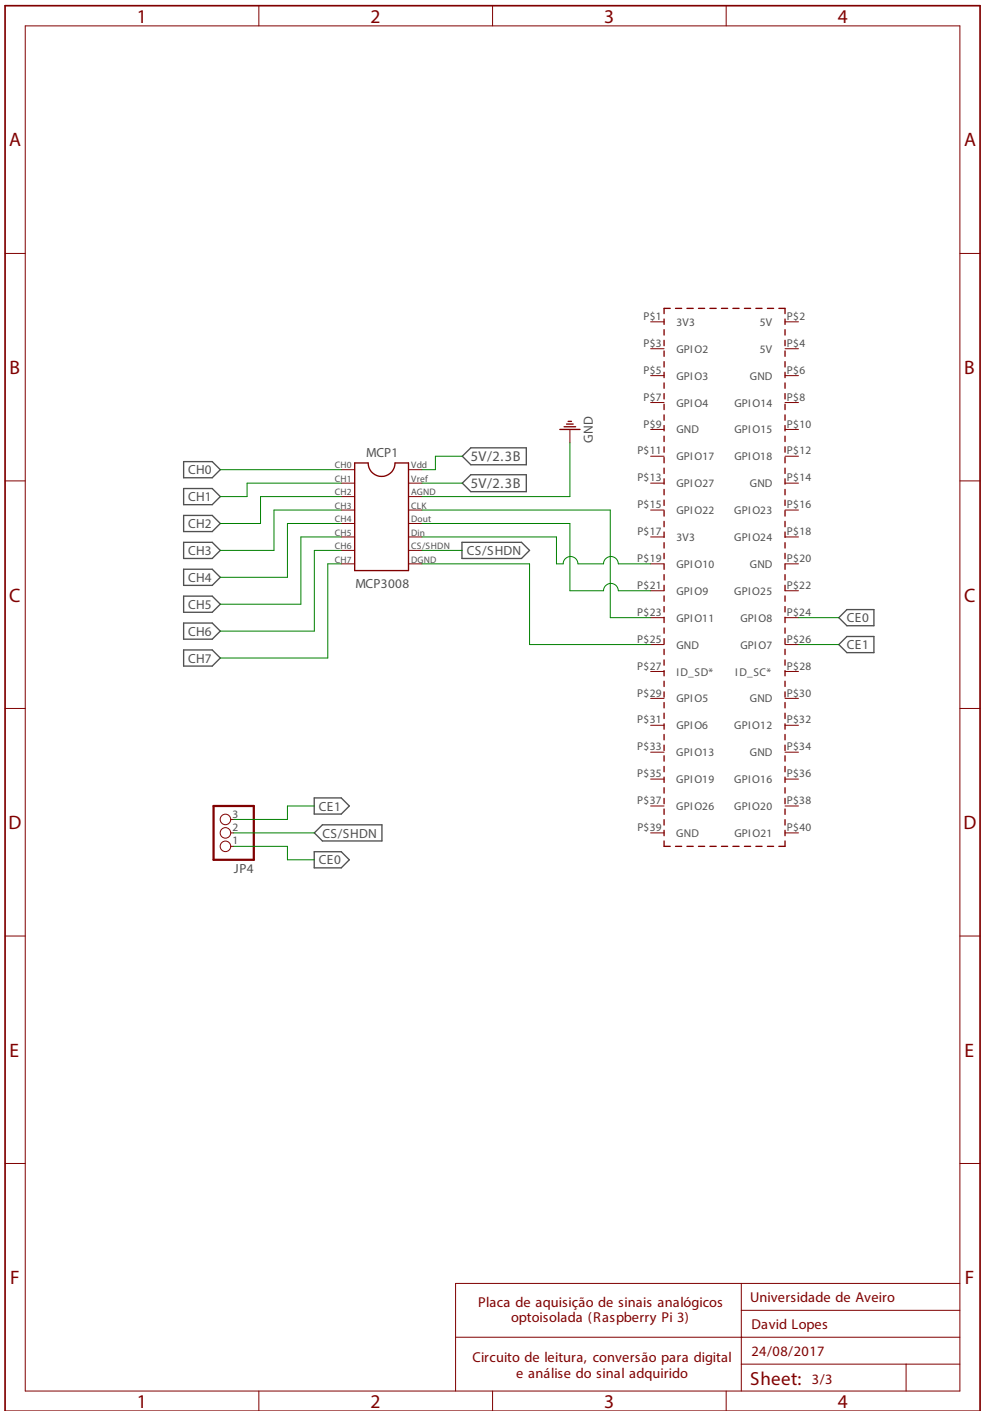 1 2 3 4
A A
B B
C C
D D
E E
F F
1 2 3 4
CH0
CH1
CH2
CH3
CH4
CH5
CH6
CH7
MCP1
CH0 Vdd
CH1 Vref
CH2 AGND
CH3 CLK
CH4 Dout
CH5 Din
CH6 CS/SHDN
CH7 DGND
MCP3008
5V/2.3B
5V/2.3B
CS/SHDN
GND
P$1 3V3 5V P$2
P$3 GPIO2 5V P$4
P$5 GPIO3 GND P$6
P$7 GPIO4 GPIO14 P$8
P$9 GND GPIO15 P$10
P$11 GPIO17 GPIO18 P$12
P$13 GPIO27 GND P$14
P$15 GPIO22 GPIO23 P$16
P$17 3V3 GPIO24 P$18
P$19 GPIO10 GND P$20
P$21 GPIO9 GPIO25 P$22
P$23 GPIO11 GPIO8 P$24 CE0
P$25 GND GPIO7 P$26 CE1
P$27 ID_SD* ID_SC* P$28
P$29 GPIO5 GND P$30
P$31 GPIO6 GPIO12 P$32
P$33 GPIO13 GND P$34
P$35 GPIO19 GPIO16 P$36
P$37 GPIO26 GPIO20 P$38
P$39 GND GPIO21 P$40
3 CE1
2 CS/SHDN
1 CE0
JP4
Placa de aquisição de sinais analógicos
optoisolada (Raspberry Pi 3)
Circuito de leitura, conversão para digital
e análise do sinal adquirido
Universidade de Aveiro
David Lopes
24/08/2017
Sheet: 3/3